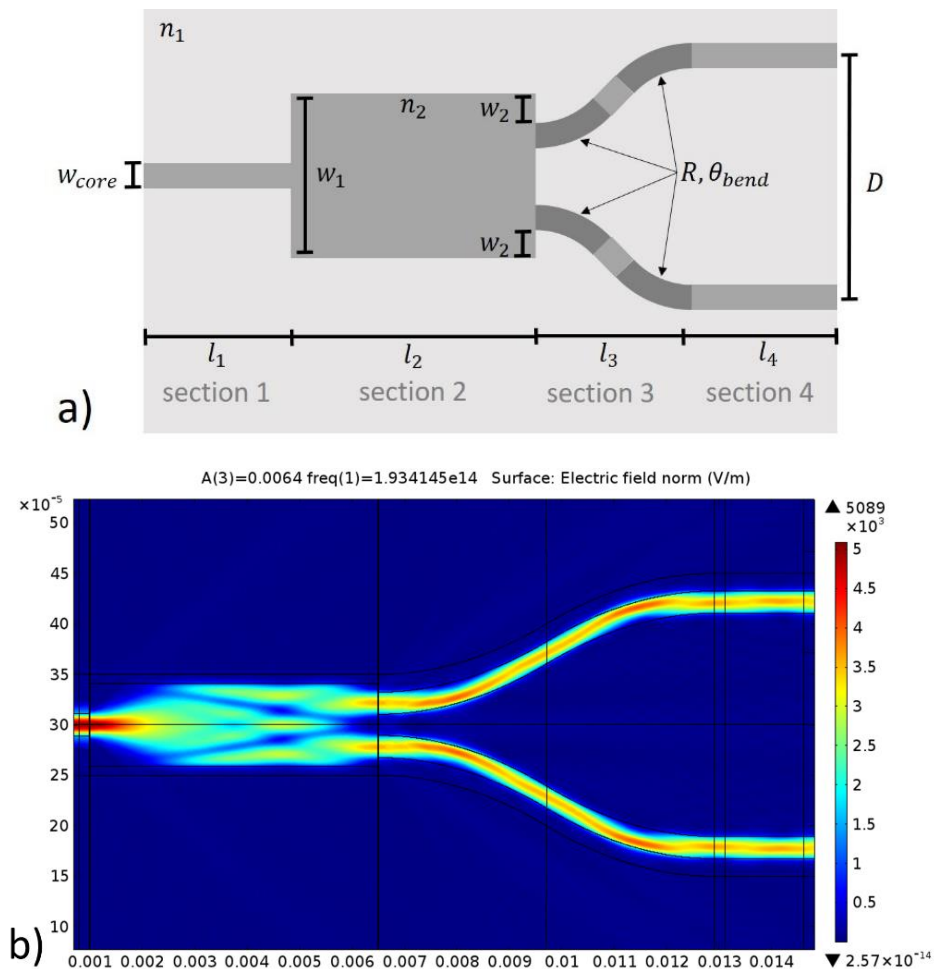 n₁
n₂
w₂
w_core
w₁
R, θ_bend
D
w₂
l₁ l₂ l₃ l₄
section 1 section 2 section 3 section 4
a)
A(3)=0.0064 freq(1)=1.934145e14 Surface: Electric field norm (V/m)
×10⁻⁵
50
45
40
35
30
25
20
15
10
▲ 5089
×10³
5
4.5
4
3.5
3
2.5
2
1.5
1
0.5
▼ 2.57×10⁻¹⁴
b)
0.001 0.002 0.003 0.004 0.005 0.006 0.007 0.008 0.009 0.01 0.011 0.012 0.013 0.014